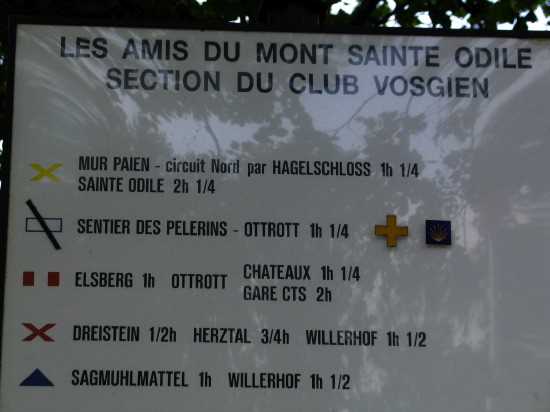 LES AMIS DU MONT SAINTE ODILE
SECTION DU CLUB VOSGIEN
MUR PAIEN - circuit Nord par HAGELSCHLOSS 1h 1/4
SAINTE ODILE 2h 1/4
SENTIER DES PELERINS - OTTROTT 1h 1/4
ELSBERG 1h OTTROTT CHATEAUX 1h 1/4
GARE CTS 2h
DREISTEIN 1/2h HERZTAL 3/4h WILLERHOF 1h 1/2
SAGMUHLMATTEL 1h WILLERHOF 1h 1/2